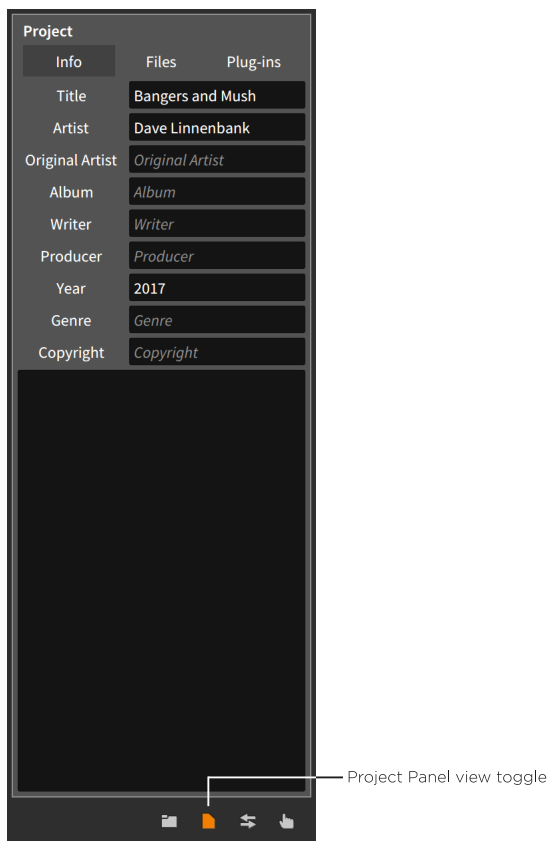 Project
Info Files Plug-ins
Title Bangers and Mush
Artist Dave Linnenbank
Original Artist Original Artist
Album Album
Writer Writer
Producer Producer
Year 2017
Genre Genre
Copyright Copyright
Project Panel view toggle